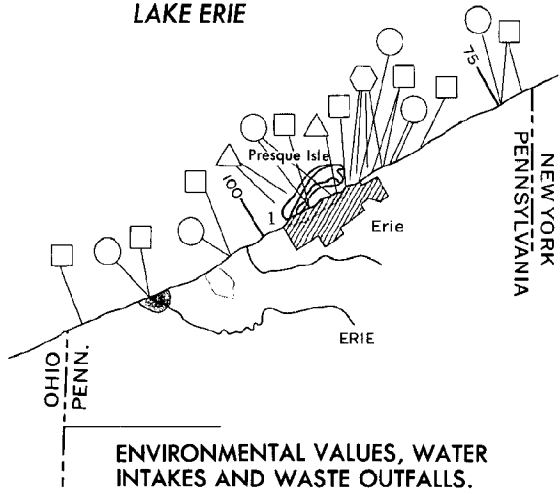 LAKE ERIE
75
Presque Isle
100
1
Erie
NEW YORK
PENNSYLVANIA
ERIE
OHIO
PENN.
ENVIRONMENTAL VALUES, WATER
INTAKES AND WASTE OUTFALLS.